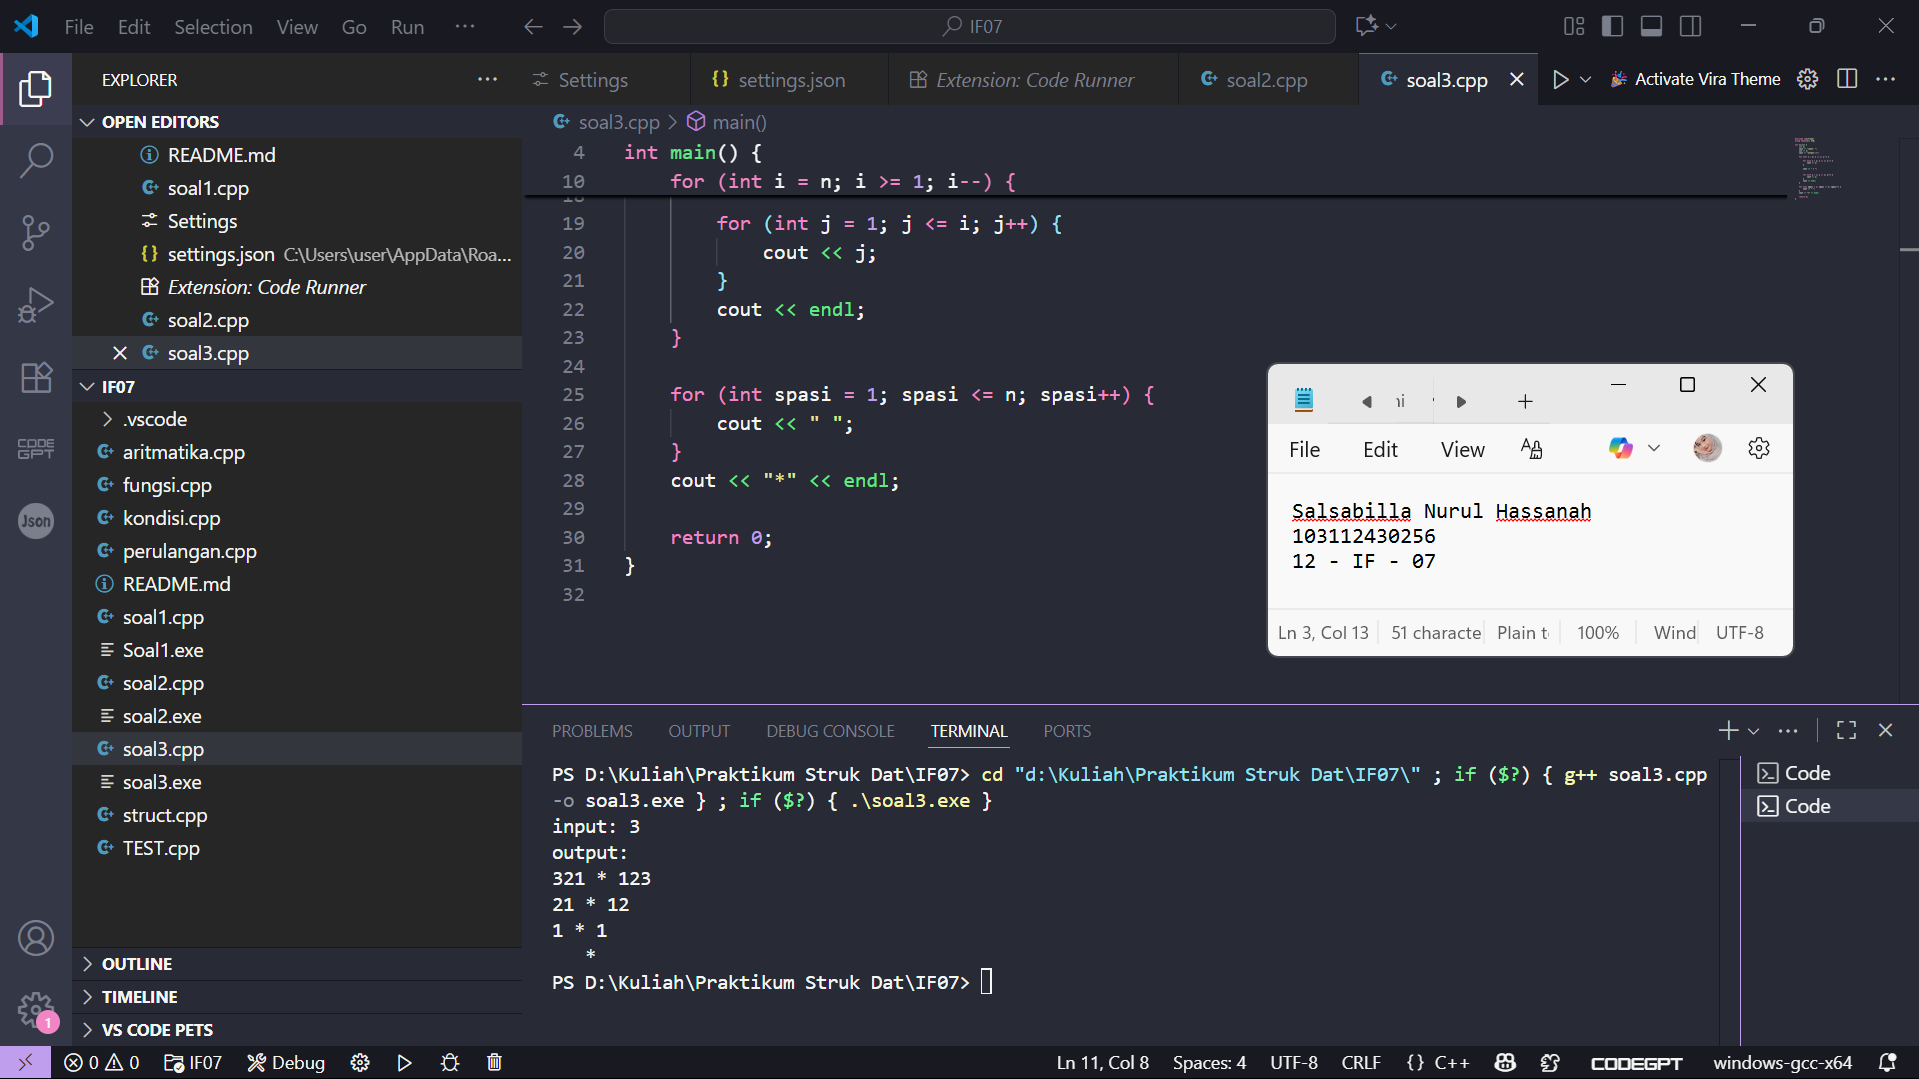 File Edit Selection View Go Run ··· IF07
EXPLORER ···
Settings
settings.json
Extension: Code Runner
soal2.cpp
soal3.cpp
Activate Vira Theme
OPEN EDITORS
README.md
soal1.cpp
Settings
settings.json C:\Users\user\AppData\Roa...
Extension: Code Runner
soal2.cpp
soal3.cpp
IF07
.vscode
aritmatika.cpp
fungsi.cpp
kondisi.cpp
perulangan.cpp
README.md
soal1.cpp
Soal1.exe
soal2.cpp
soal2.exe
soal3.cpp
soal3.exe
struct.cpp
TEST.cpp
OUTLINE
TIMELINE
VS CODE PETS
CODE GPT
Json
1
soal3.cpp > main()
4 int main() {
10 for (int i = n; i >= 1; i--) {
19 for (int j = 1; j <= i; j++) {
20 cout << j;
21 }
22 cout << endl;
23 }
24
25 for (int spasi = 1; spasi <= n; spasi++) {
26 cout << " ";
27 }
28 cout << "*" << endl;
29
30 return 0;
31 }
32
File Edit View
Salsabilla Nurul Hassanah
103112430256
12 - IF - 07
Ln 3, Col 13 51 characte Plain t 100% Wind UTF-8
PROBLEMS OUTPUT DEBUG CONSOLE TERMINAL PORTS
PS D:\Kuliah\Praktikum Struk Dat\IF07> cd "d:\Kuliah\Praktikum Struk Dat\IF07\" ; if ($?) { g++ soal3.cpp
-o soal3.exe } ; if ($?) { .\soal3.exe }
input: 3
output:
321 * 123
21 * 12
1 * 1
*
PS D:\Kuliah\Praktikum Struk Dat\IF07>
Code
Code
0 0 IF07 Debug Ln 11, Col 8 Spaces: 4 UTF-8 CRLF {} C++ CODEGPT windows-gcc-x64